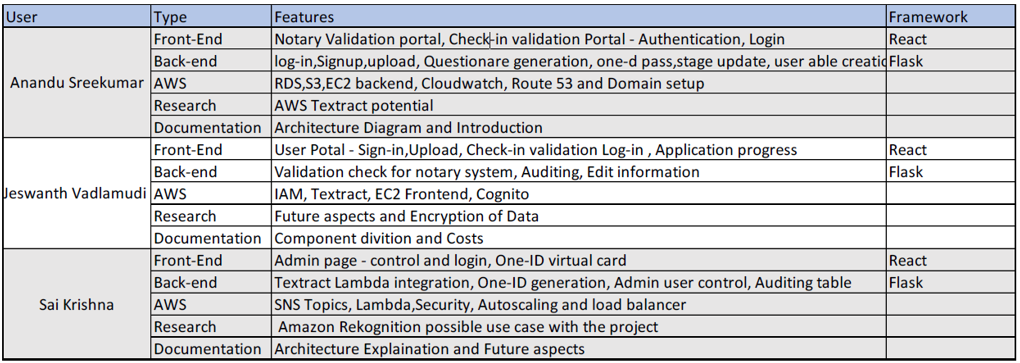 User Type Features Framework
Front-End Notary Validation portal, Check-in validation Portal - Authentication, Login React
Back-end log-in,Signup,upload, Questionare generation, one-d pass,stage update, user able creatic Flask
Anandu Sreekumar AWS RDS,S3,EC2 backend, Cloudwatch, Route 53 and Domain setup
Research AWS Textract potential
Documentation Architecture Diagram and Introduction
Front-End User Potal - Sign-in,Upload, Check-in validation Log-in , Application progress React
Back-end Validation check for notary system, Auditing, Edit information Flask
Jeswanth Vadlamudi AWS IAM, Textract, EC2 Frontend, Cognito
Research Future aspects and Encryption of Data
Documentation Component divition and Costs
Front-End Admin page - control and login, One-ID virtual card React
Back-end Textract Lambda integration, One-ID generation, Admin user control, Auditing table Flask
Sai Krishna AWS SNS Topics, Lambda,Security, Autoscaling and load balancer
Research Amazon Rekognition possible use case with the project
Documentation Architecture Explaination and Future aspects